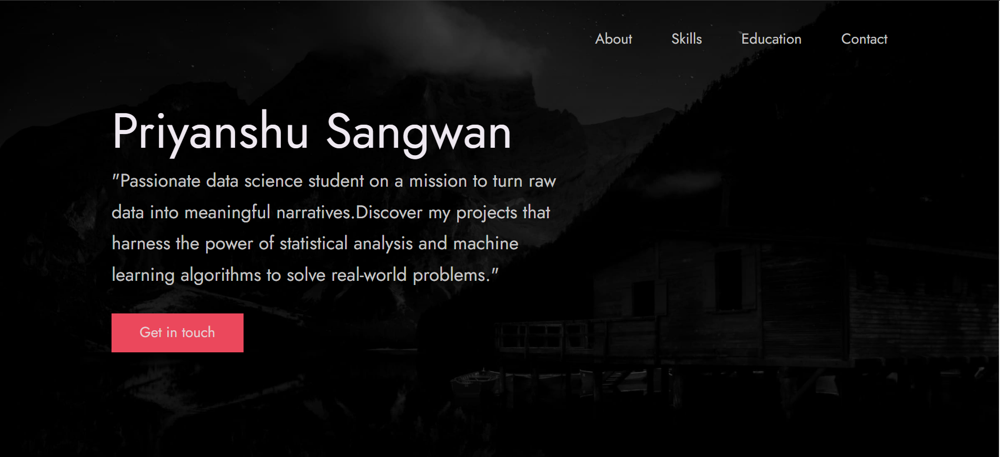 About Skills Education Contact
Priyanshu Sangwan
"Passionate data science student on a mission to turn raw
data into meaningful narratives.Discover my projects that
harness the power of statistical analysis and machine
learning algorithms to solve real-world problems."
Get in touch